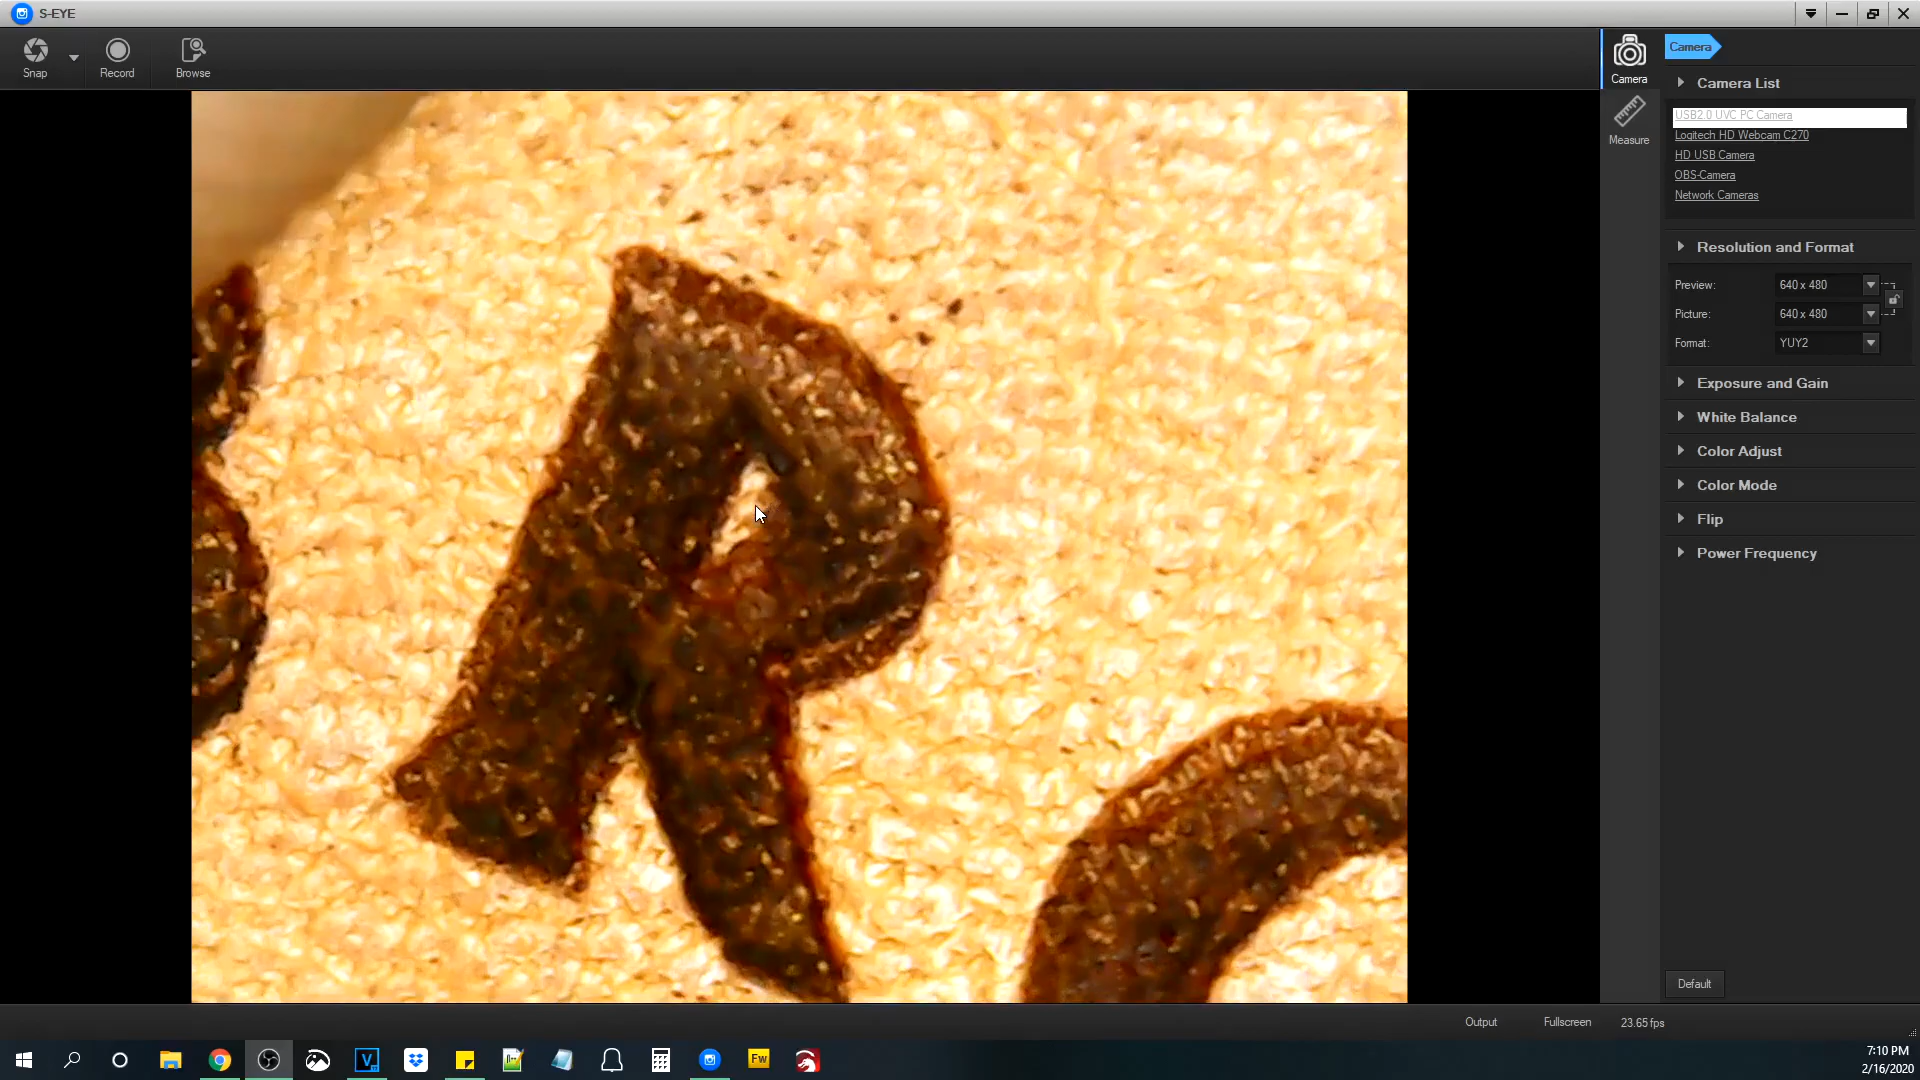 S-EYE
Snap
Record
Browse
Camera
Measure
Camera
Camera List
USB2.0 UVC PC Camera
Logitech HD Webcam C270
HD USB Camera
OBS-Camera
Network Cameras
Resolution and Format
Preview: 640 x 480
Picture: 640 x 480
Format: YUY2
Exposure and Gain
White Balance
Color Adjust
Color Mode
Flip
Power Frequency
Default
R
Output Fullscreen 23.65 fps
V
Fw
7:10 PM
2/16/2020